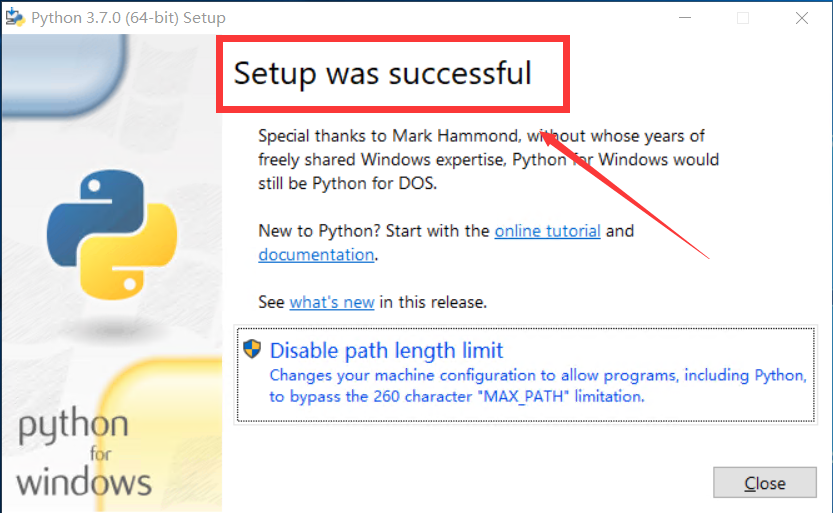 Python 3.7.0 (64-bit) Setup
Setup was successful
Special thanks to Mark Hammond, without whose years of
freely shared Windows expertise, Python for Windows would
still be Python for DOS.
New to Python? Start with the online tutorial and
documentation.
See what's new in this release.
Disable path length limit
Changes your machine configuration to allow programs, including Python,
to bypass the 260 character "MAX_PATH" limitation.
python
for
windows
Close